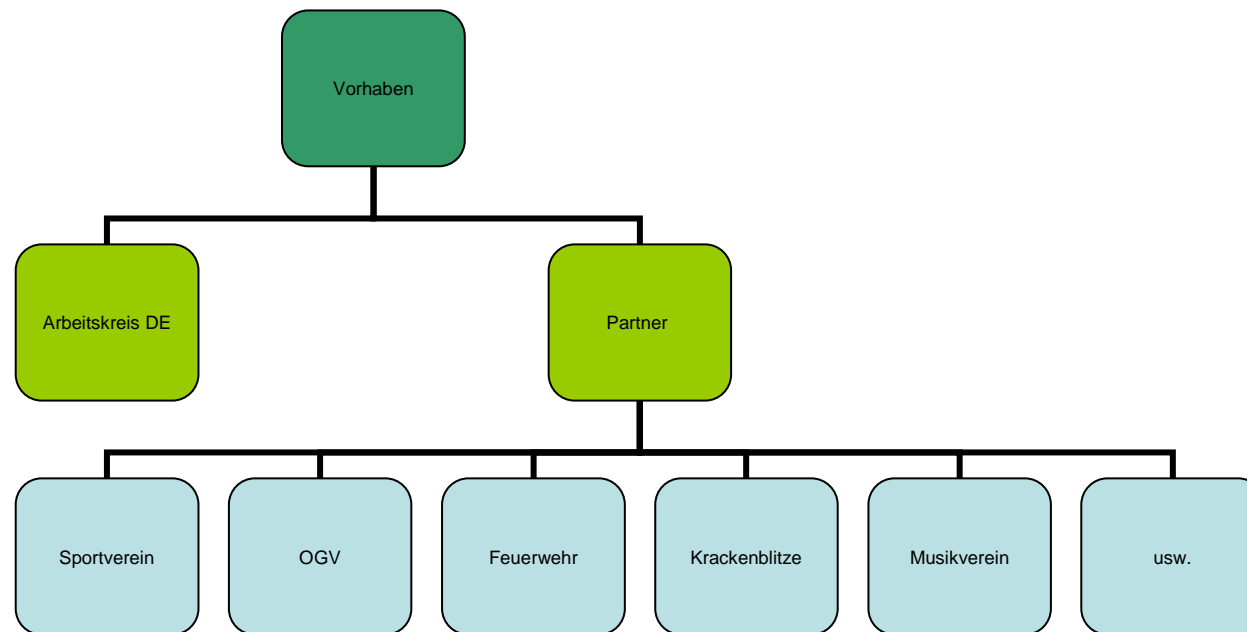 Vorhaben
Arbeitskreis DE
Partner
Sportverein
OGV
Feuerwehr
Krackenblitze
Musikverein
usw.